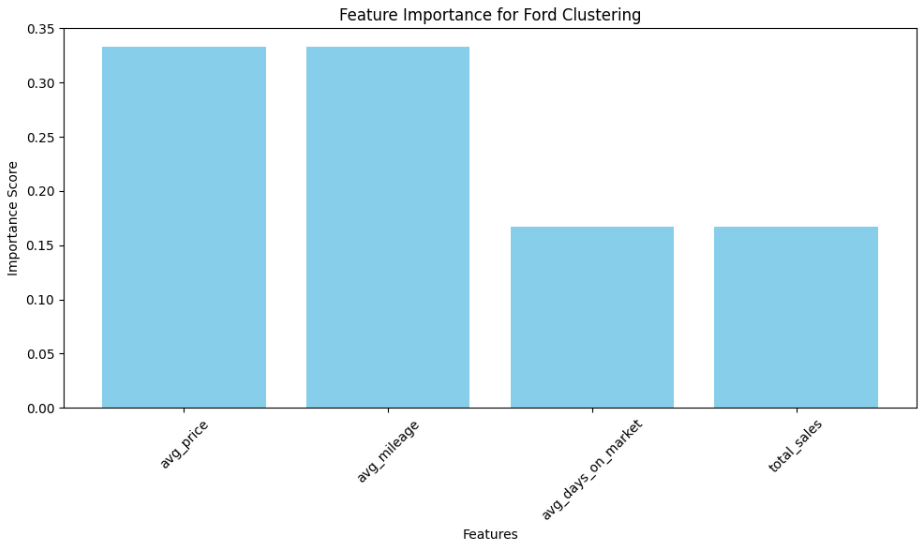 Feature Importance for Ford Clustering
Importance Score
0.35
0.30
0.25
0.20
0.15
0.10
0.05
0.00
avg_price
avg_mileage
avg_days_on_market
total_sales
Features